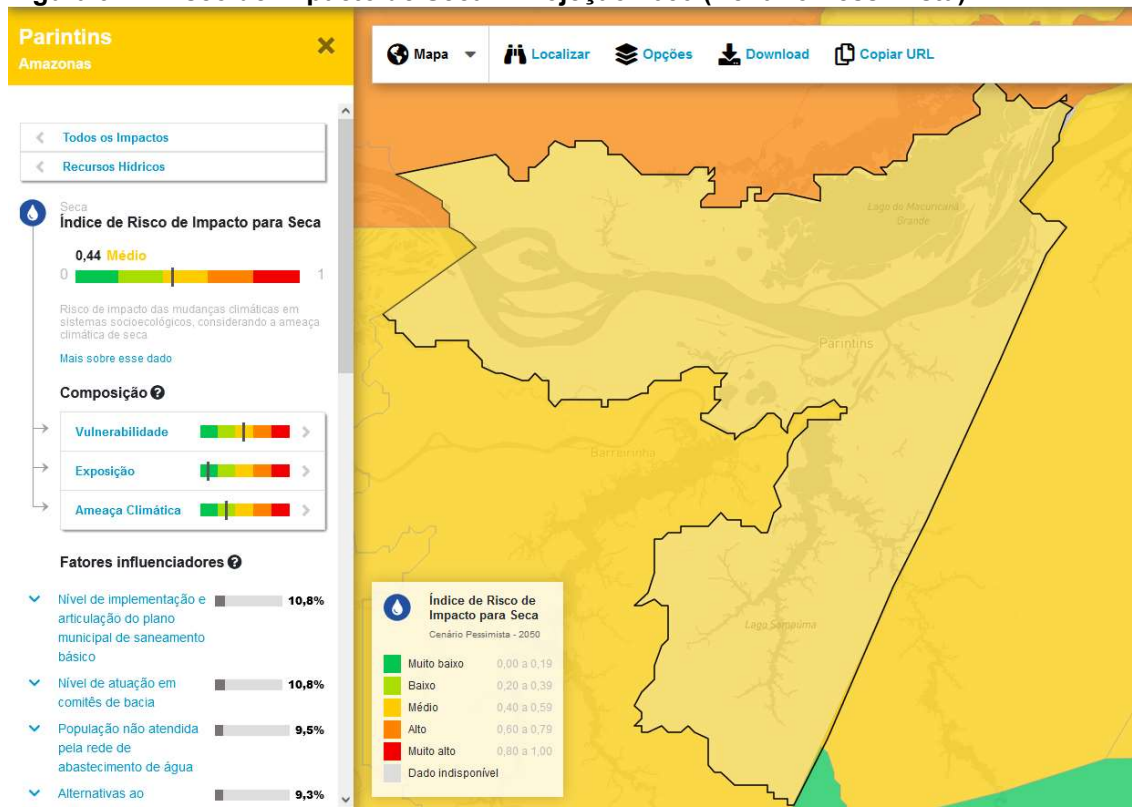 Parintins
Amazonas
Mapa
Localizar
Opções
Download
Copiar URL
Todos os Impactos
Recursos Hídricos
Seca
Índice de Risco de Impacto para Seca
0,44 Médio
0 1
Risco de impacto das mudanças climáticas em
sistemas socioecológicos, considerando a ameaça
climática de seca
Mais sobre esse dado
Composição
Vulnerabilidade
Exposição
Ameaça Climática
Fatores influenciadores
Nível de implementação e 10,8%
articulação do plano
municipal de saneamento
básico
Nível de atuação em 10,8%
comitês de bacia
População não atendida 9,5%
pela rede de
abastecimento de água
Alternativas ao 9,3%
Lago do Macuricanã
Grande
Parintins
Barreirinha
Lago Sapaúma
Índice de Risco de
Impacto para Seca
Cenário Pessimista - 2050
Muito baixo 0,00 a 0,19
Baixo 0,20 a 0,39
Médio 0,40 a 0,59
Alto 0,60 a 0,79
Muito alto 0,80 a 1,00
Dado indisponível